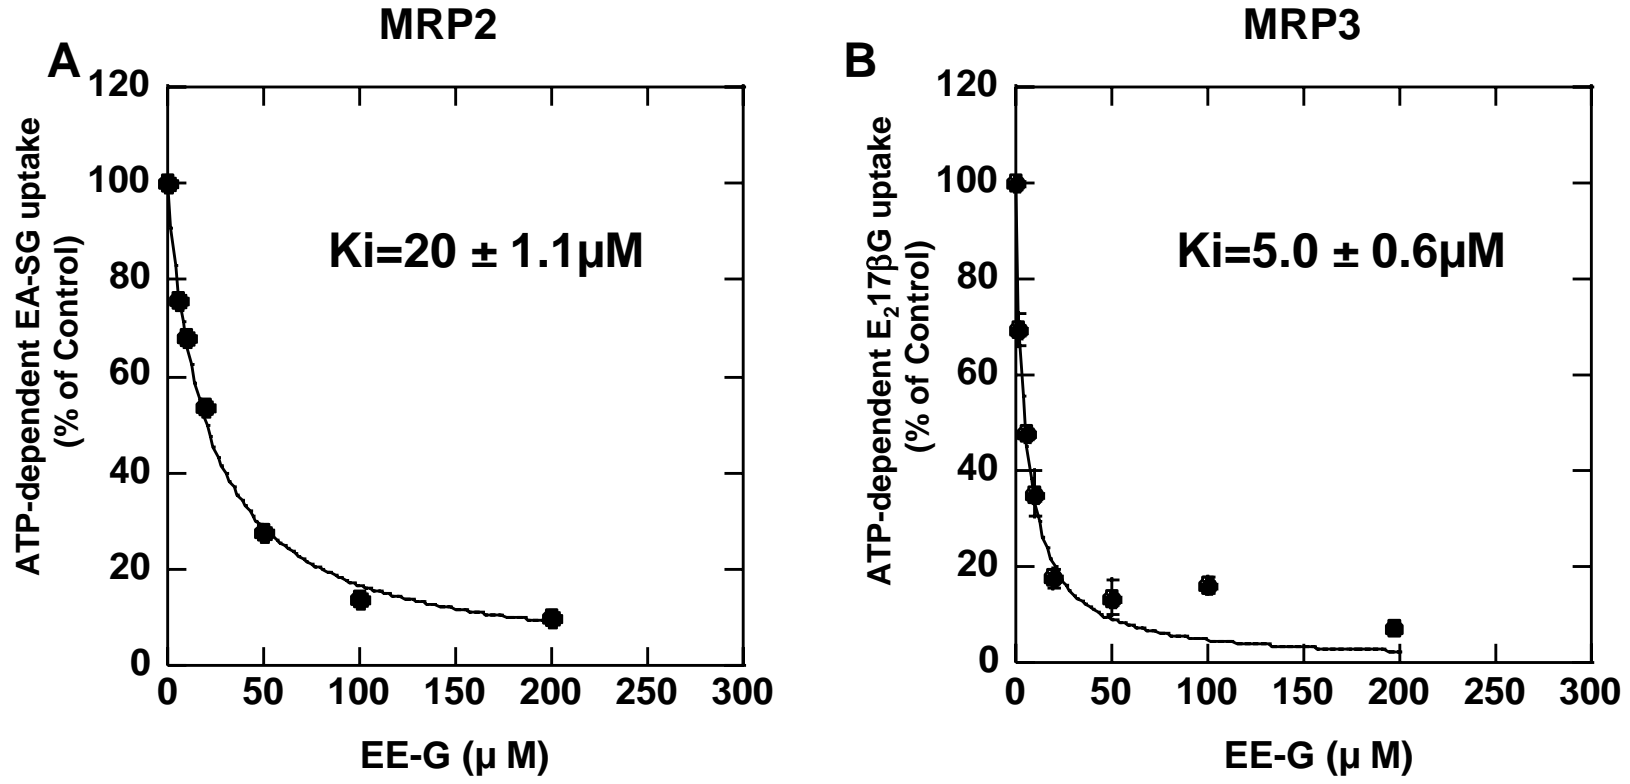 MRP2
A
120
100
80
60
40
20
0
ATP-dependent EA-SG uptake
(% of Control)
Ki=20 ± 1.1µM
0 50 100 150 200 250 300
EE-G (µ M)
MRP3
B
120
100
80
60
40
20
0
ATP-dependent E₂17βG uptake
(% of Control)
Ki=5.0 ± 0.6µM
0 50 100 150 200 250 300
EE-G (µ M)